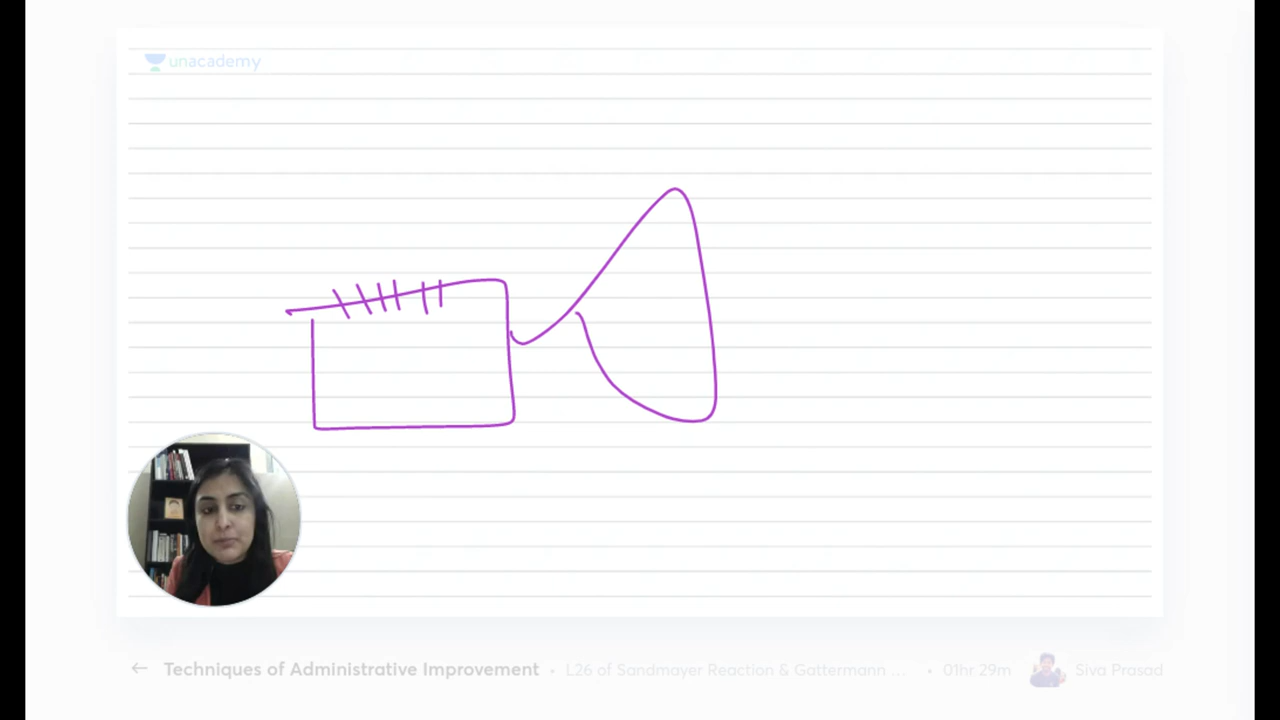 unacademy
← Techniques of Administrative Improvement • L26 of Sandmayer Reaction & Gattermann ... • 01hr 29m Siva Prasad